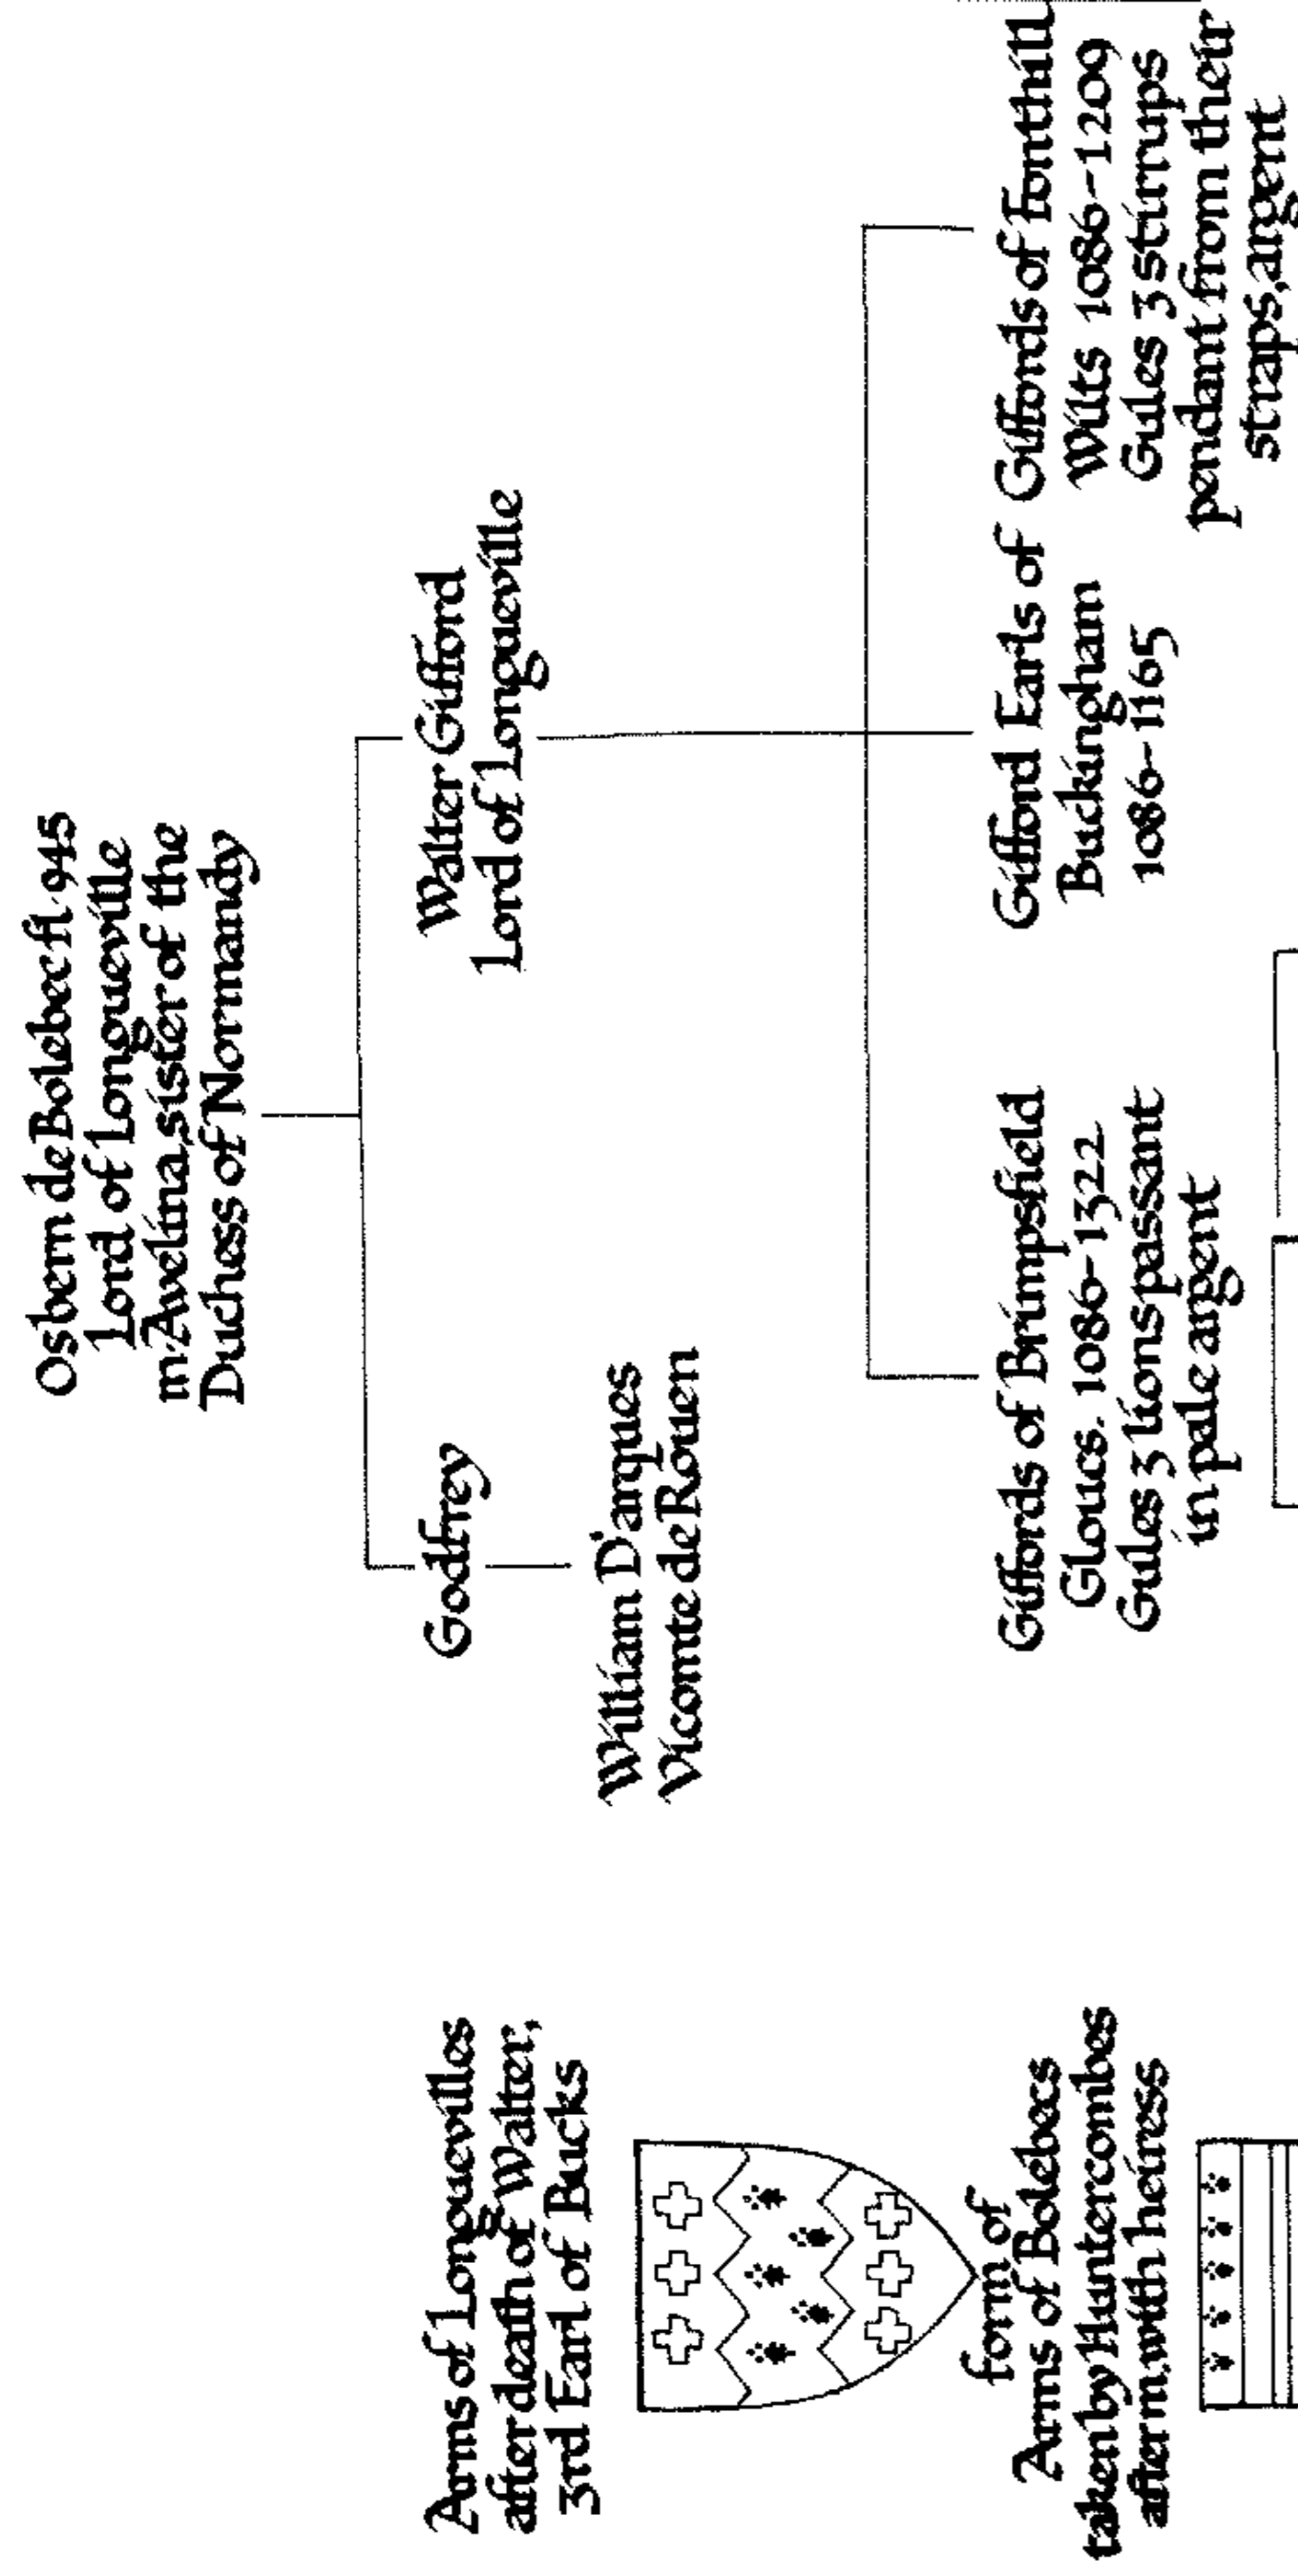 Osbern de Bolebec fl. 945
Lord of Longueville
m. Avelina, sister of the
Duchess of Normandy
Godfrey
Walter Gifford
Lord of Longueville
William D'arques
Vicomte de Rouen
Giffords of Brimpsfield
Gloucs. 1086-1322
Gules 3 lions passant
in pale argent
Gifford Earls of
Buckingham
1086-1165
Giffords of Fonthill
Wilts 1086-1209
Gules 3 stirrups
pendant from their
straps, argent
Arms of Longuevilles
after death of Walter,
3rd Earl of Bucks
form of
Arms of Bolebecs
taken by Huntercombes
after m. with heiress